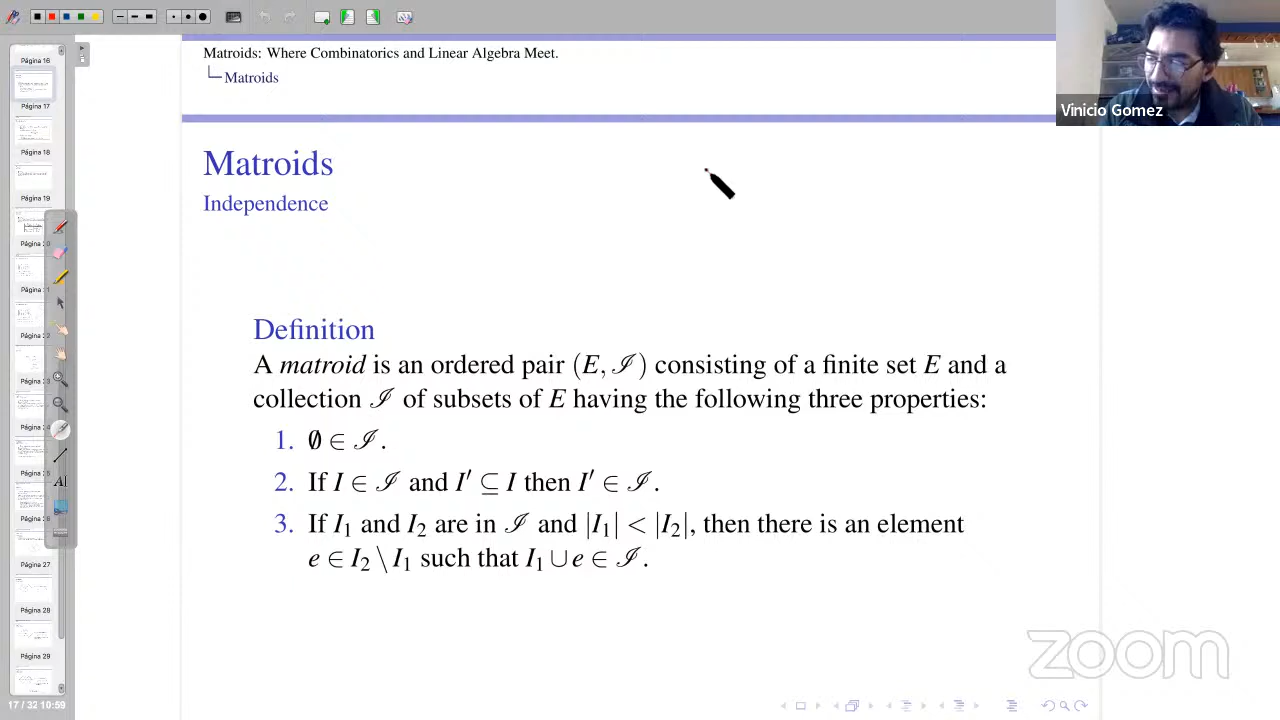 Matroids: Where Combinatorics and Linear Algebra Meet.
Matroids
Vinicio Gomez
Página 16
Página 17
Página 18
Página 19
Página 27
Página 28
Página 29
17 / 32 10:59
Matroids
Independence
Definition
A matroid is an ordered pair (E, ℐ) consisting of a finite set E and a
collection ℐ of subsets of E having the following three properties:
1. ∅ ∈ ℐ.
2. If I ∈ ℐ and I′ ⊆ I then I′ ∈ ℐ.
3. If I₁ and I₂ are in ℐ and |I₁| < |I₂|, then there is an element
e ∈ I₂ \ I₁ such that I₁ ∪ e ∈ ℐ.
zoom